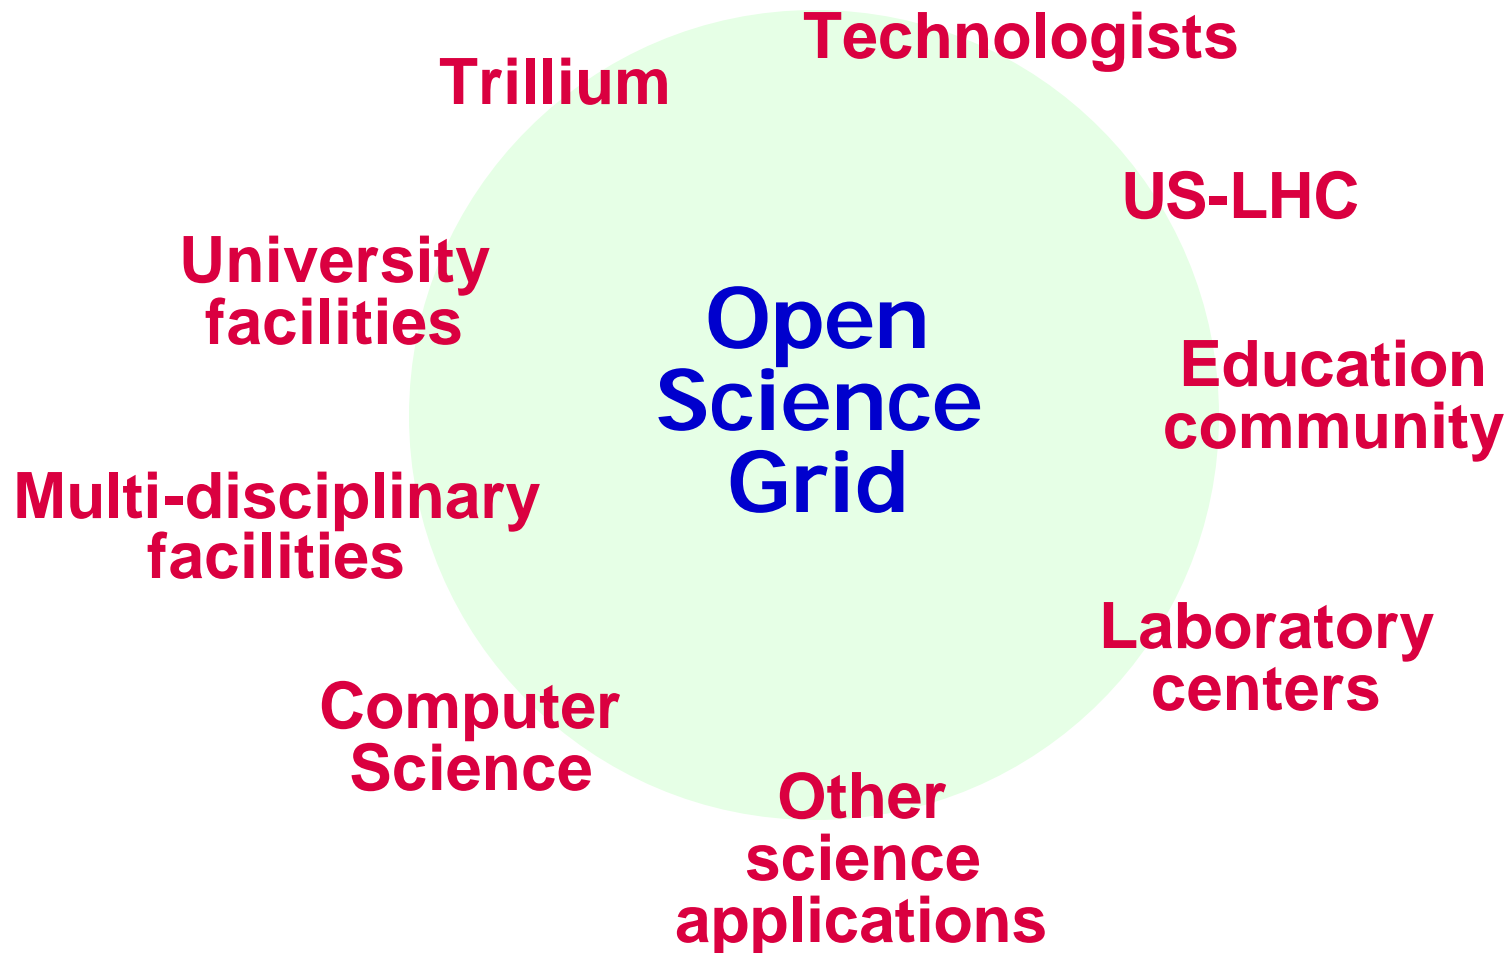 Technologists
Trillium
US-LHC
University
facilities
Open
Science
Grid
Education
community
Multi-disciplinary
facilities
Laboratory
centers
Computer
Science
Other
science
applications